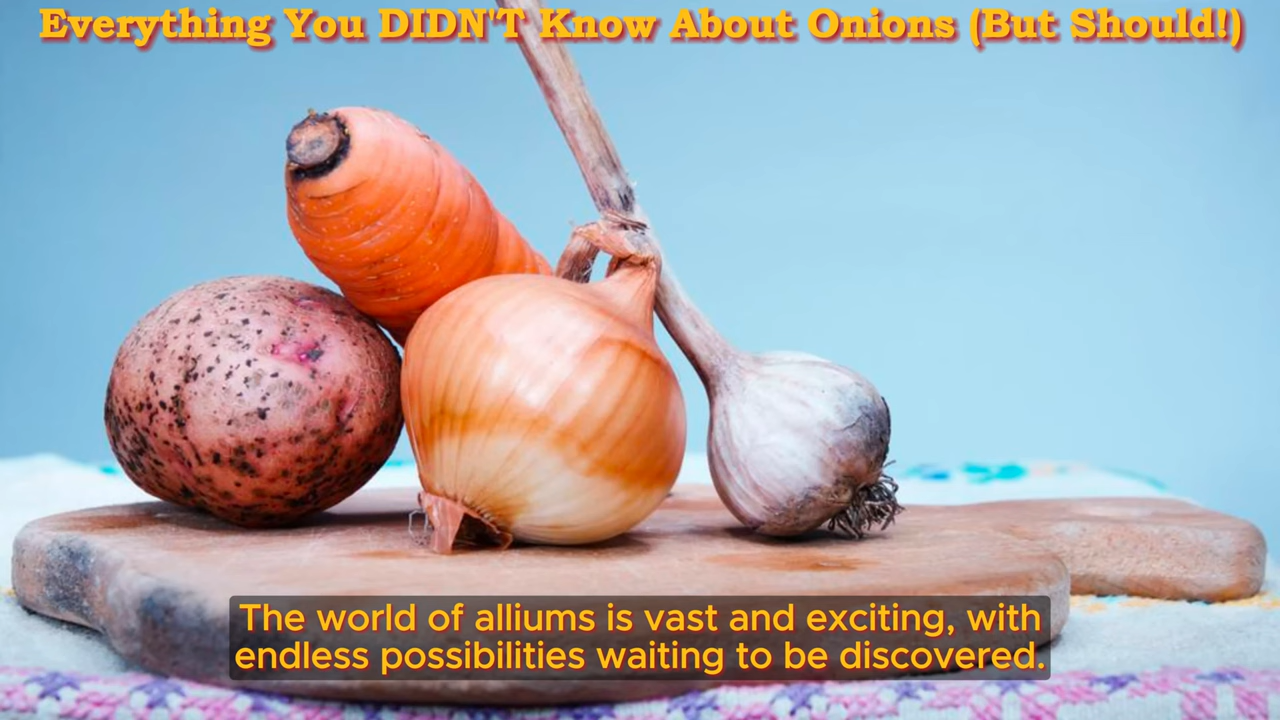 Everything You DIDN'T Know About Onions (But Should!)
The world of alliums is vast and exciting, with
endless possibilities waiting to be discovered.